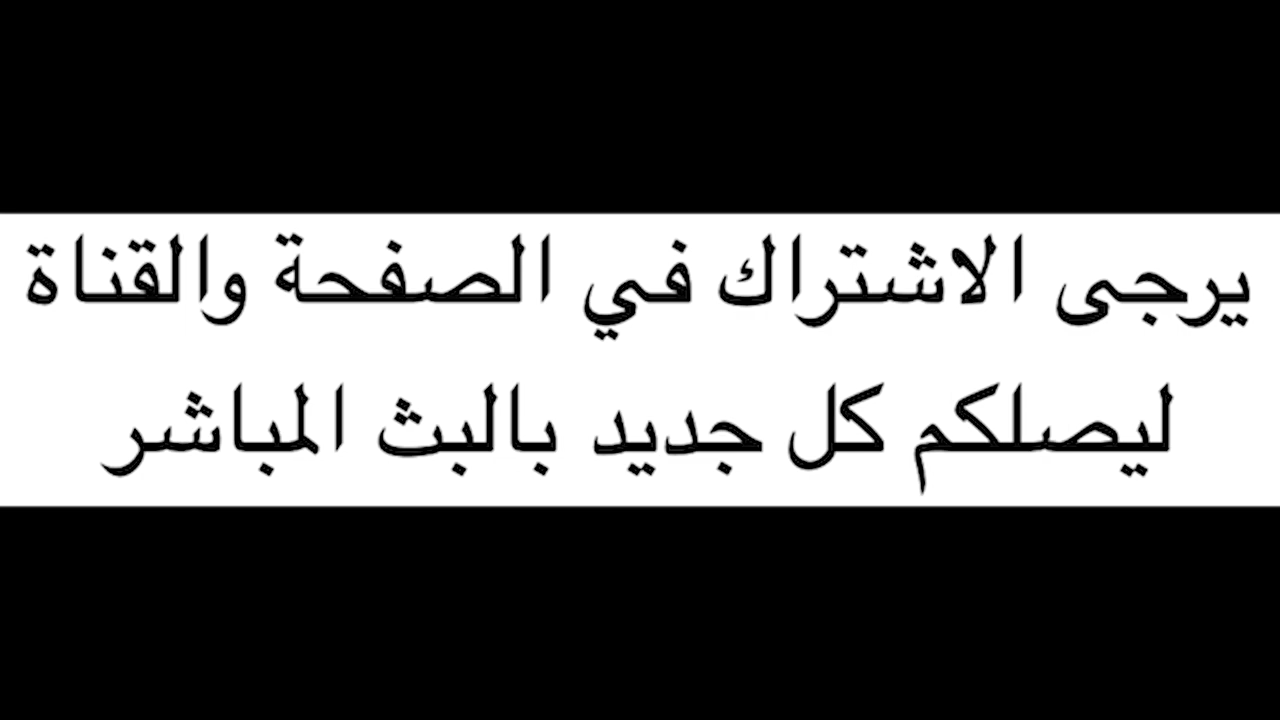 يرجى الاشتراك في الصفحة والقناة
ليصلكم كل جديد بالبث المباشر